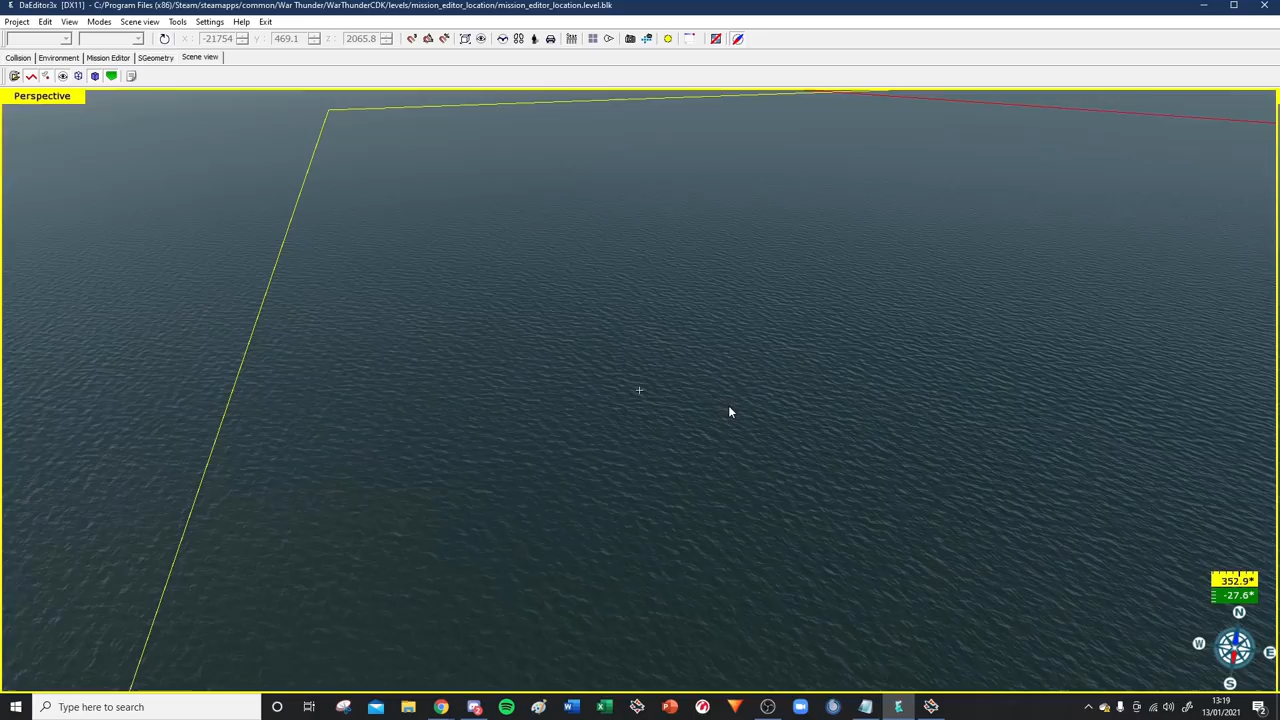 DaEditor3x [DX11] - C:/Program Files (x86)/Steam/steamapps/common/War Thunder/WarThunderCDK/levels/mission_editor_location/mission_editor_location.level.blk
Project Edit View Modes Scene view Tools Settings Help Exit
X : -21754 Y : 469.1 Z : 2065.8
Collision Environment Mission Editor SGeometry Scene view
Perspective
352.9*
-27.6*
N
W E
S
Type here to search
13:19
13/01/2021
2